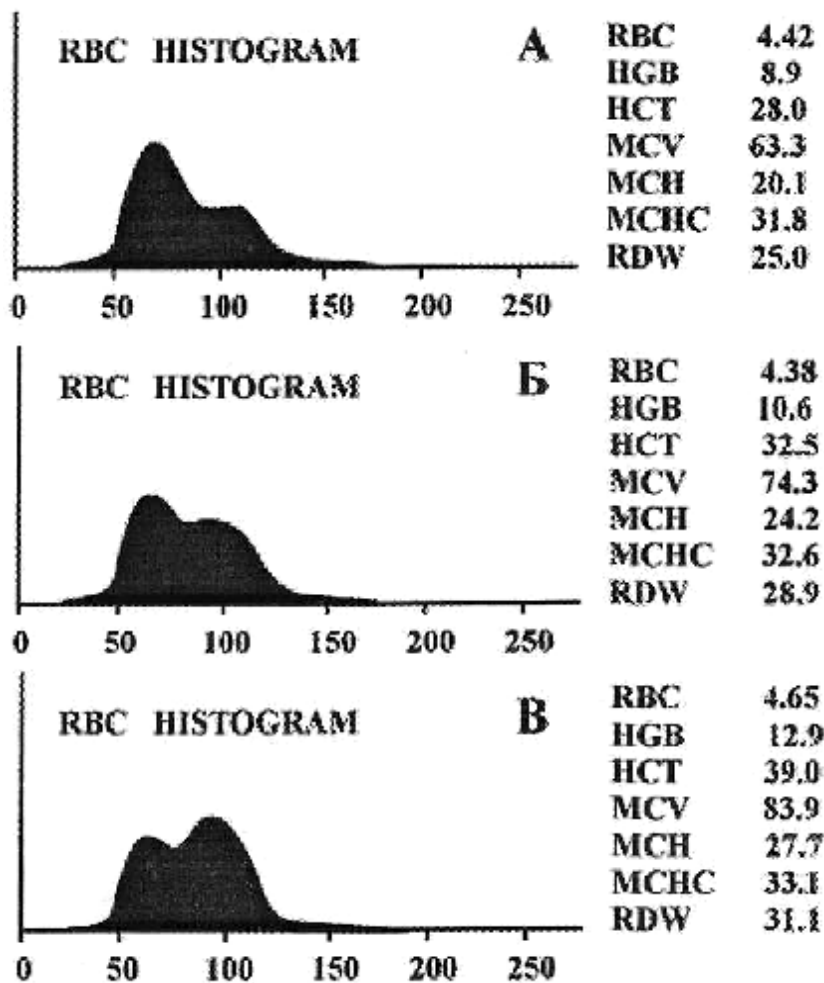 RBC HISTOGRAM А
RBC 4.42
HGB 8.9
HCT 28.0
MCV 63.3
MCH 20.1
MCHC 31.8
RDW 25.0
0 50 100 150 200 250
RBC HISTOGRAM Б
RBC 4.38
HGB 10.6
HCT 32.5
MCV 74.3
MCH 24.2
MCHC 32.6
RDW 28.9
0 50 100 150 200 250
RBC HISTOGRAM В
RBC 4.65
HGB 12.9
HCT 39.0
MCV 83.9
MCH 27.7
MCHC 33.1
RDW 31.1
0 50 100 150 200 250